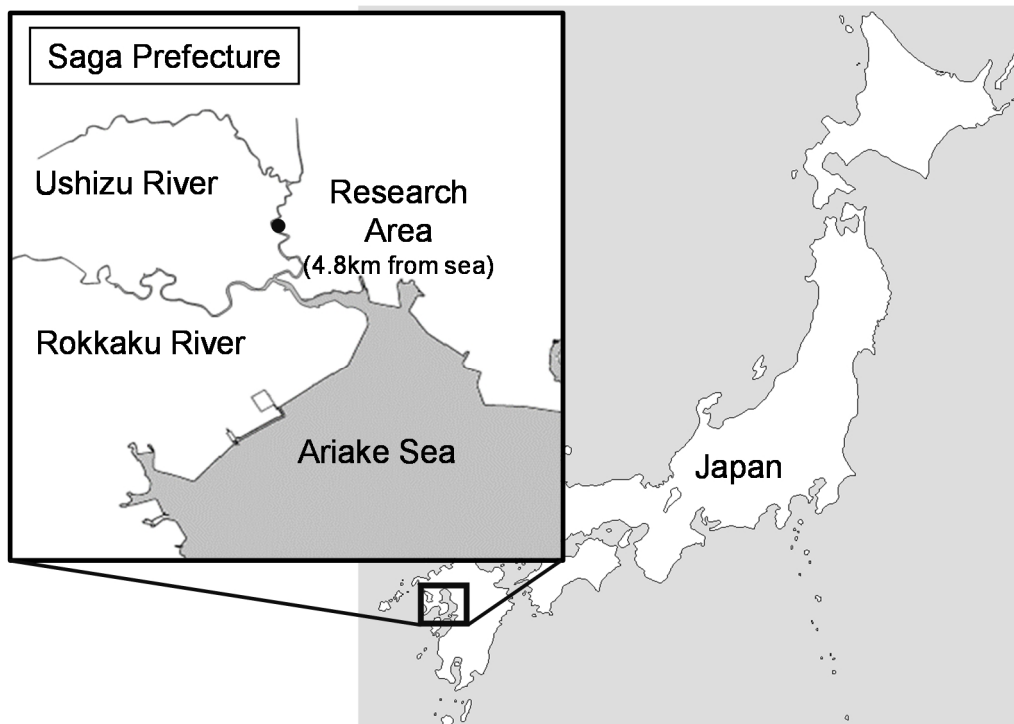 Saga Prefecture
Ushizu River
Research
Area
(4.8km from sea)
Rokkaku River
Ariake Sea
Japan